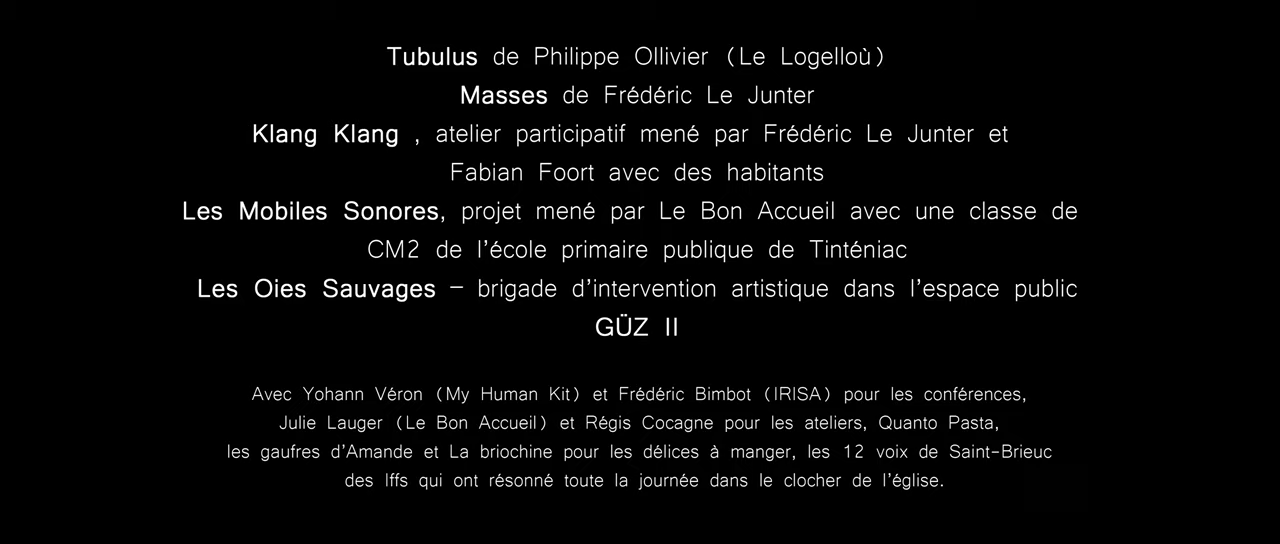 Tubulus de Philippe Ollivier (Le Logelloù)
Masses de Frédéric Le Junter
Klang Klang , atelier participatif mené par Frédéric Le Junter et
Fabian Foort avec des habitants
Les Mobiles Sonores, projet mené par Le Bon Accueil avec une classe de
CM2 de l'école primaire publique de Tinténiac
Les Oies Sauvages – brigade d'intervention artistique dans l'espace public
GÜZ II
Avec Yohann Véron (My Human Kit) et Frédéric Bimbot (IRISA) pour les conférences,
Julie Lauger (Le Bon Accueil) et Régis Cocagne pour les ateliers, Quanto Pasta,
les gaufres d'Amande et La briochine pour les délices à manger, les 12 voix de Saint-Brieuc
des Iffs qui ont résonné toute la journée dans le clocher de l'église.